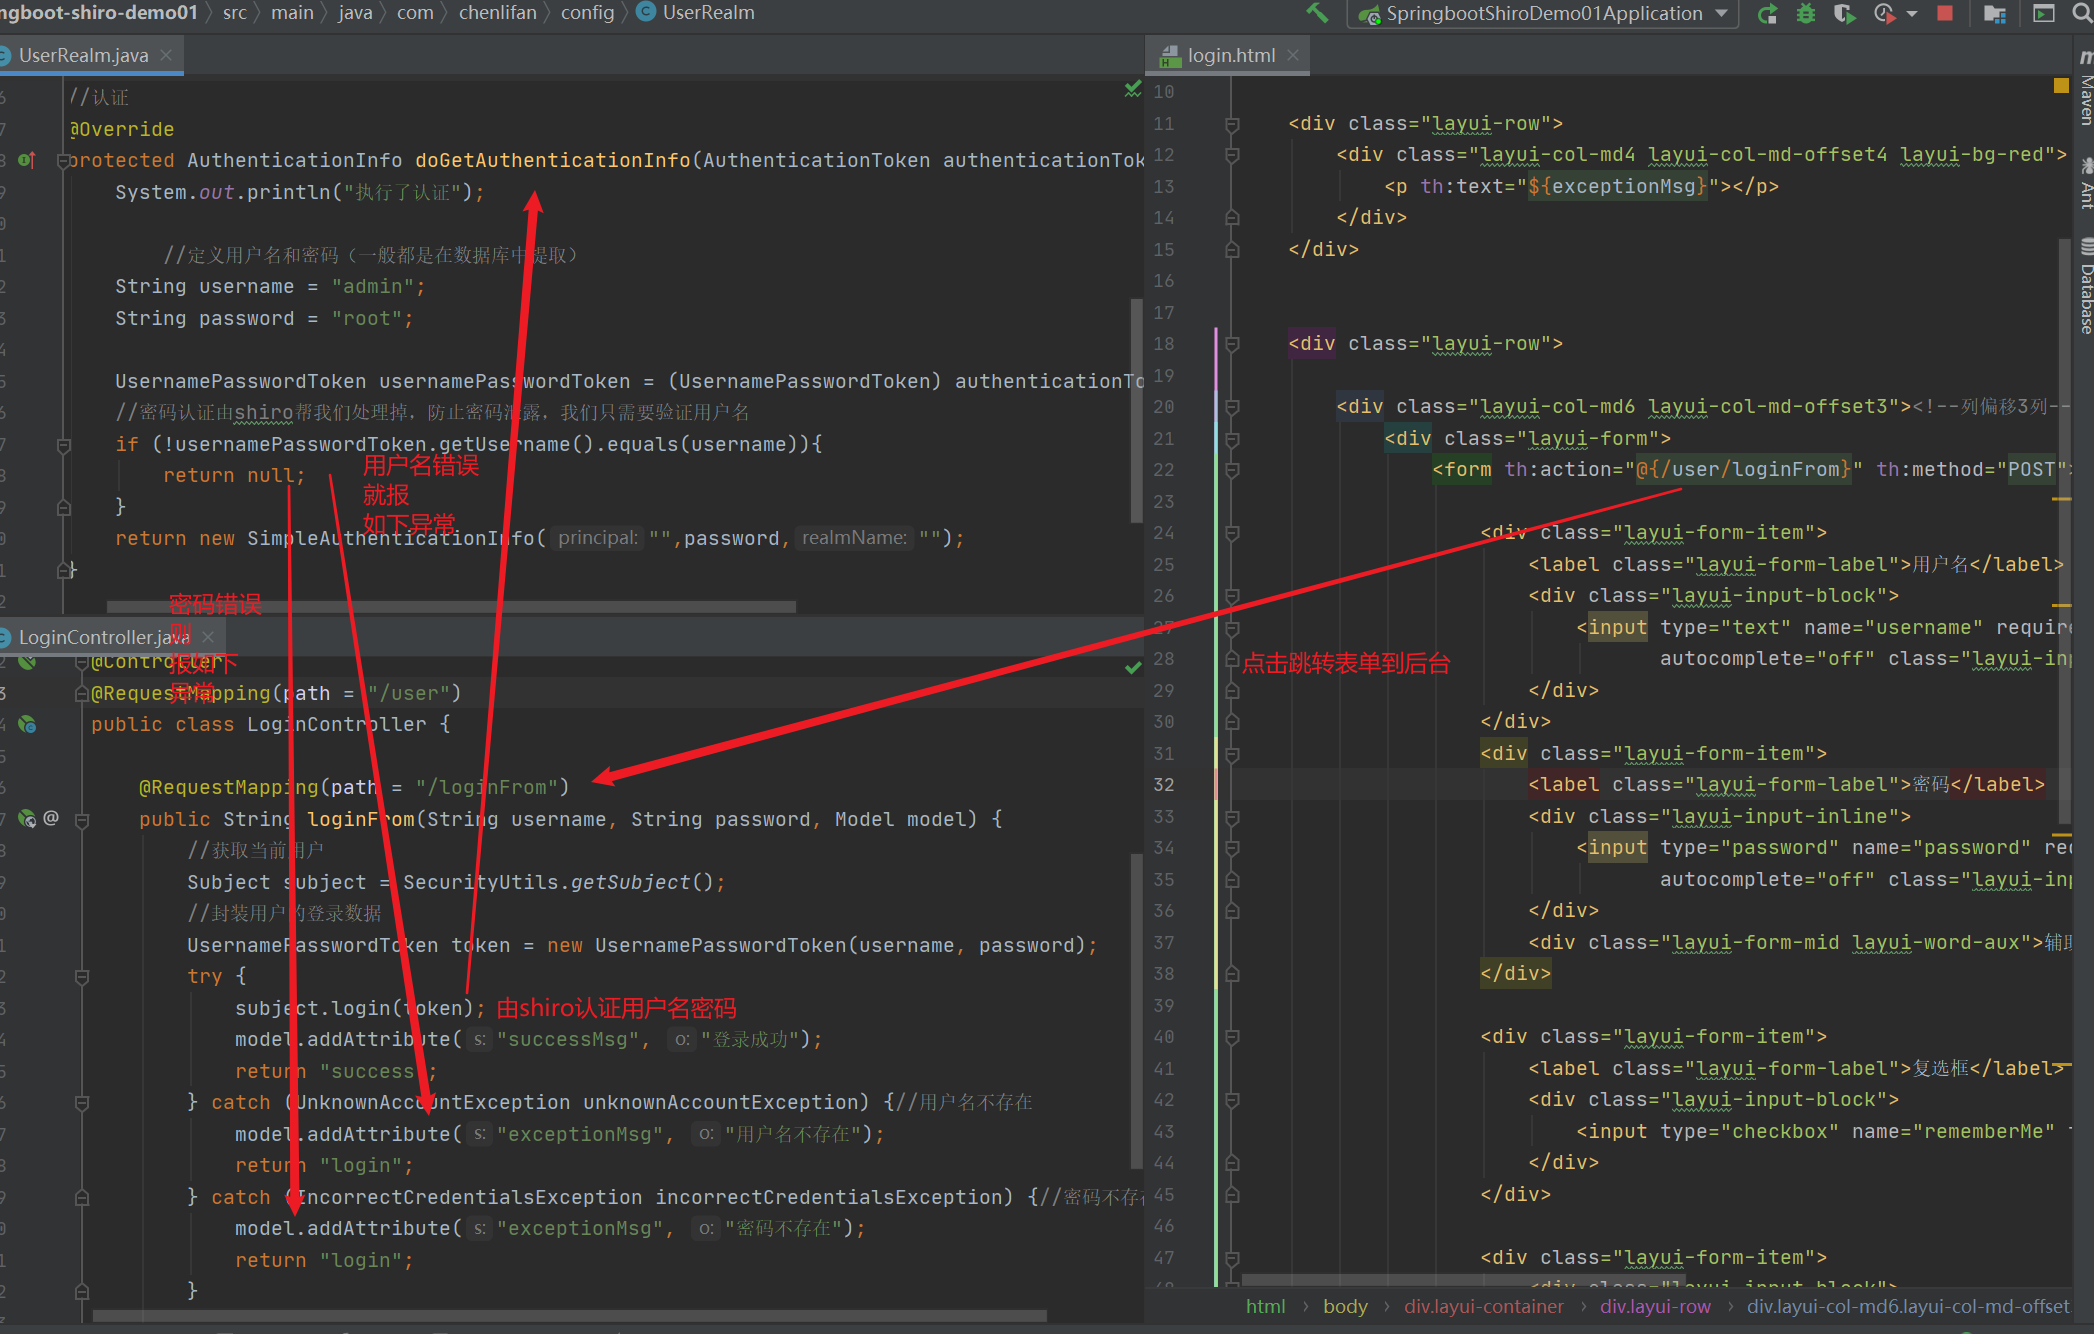 ngboot-shiro-demo01 〉 src 〉 main 〉 java 〉 com 〉 chenlifan 〉 config 〉 UserRealm
SpringbootShiroDemo01Application
UserRealm.java
//认证
@Override
protected AuthenticationInfo doGetAuthenticationInfo(AuthenticationToken authenticationTok
System.out.println("执行了认证");
//定义用户名和密码（一般都是在数据库中提取）
String username = "admin";
String password = "root";
UsernamePasswordToken usernamePasswordToken = (UsernamePasswordToken) authenticationTo
//密码认证由shiro帮我们处理掉，防止密码泄露，我们只需要验证用户名
if (!usernamePasswordToken.getUsername().equals(username)){
return null;
用户名错误
就报
如下异常
}
return new SimpleAuthenticationInfo( principal: "",password, realmName: "");
}
密码错误
则
报如下
异常
LoginController.java
@Controller
@RequestMapping(path = "/user")
public class LoginController {
@RequestMapping(path = "/loginFrom")
public String loginFrom(String username, String password, Model model) {
//获取当前用户
Subject subject = SecurityUtils.getSubject();
//封装用户的登录数据
UsernamePasswordToken token = new UsernamePasswordToken(username, password);
try {
subject.login(token); 由shiro认证用户名密码
model.addAttribute( s: "successMsg", o: "登录成功");
return "success";
} catch (UnknownAccountException unknownAccountException) {//用户名不存在
model.addAttribute( s: "exceptionMsg", o: "用户名不存在");
return "login";
} catch (IncorrectCredentialsException incorrectCredentialsException) {//密码不存在
model.addAttribute( s: "exceptionMsg", o: "密码不存在");
return "login";
}
login.html
10
11 <div class="layui-row">
12 <div class="layui-col-md4 layui-col-md-offset4 layui-bg-red">
13 <p th:text="${exceptionMsg}"></p>
14 </div>
15 </div>
16
17
18 <div class="layui-row">
19
20 <div class="layui-col-md6 layui-col-md-offset3"><!--列偏移3列--
21 <div class="layui-form">
22 <form th:action="@{/user/loginFrom}" th:method="POST">
23
24 <div class="layui-form-item">
25 <label class="layui-form-label">用户名</label>
26 <div class="layui-input-block">
27 <input type="text" name="username" require
28 autocomplete="off" class="layui-inp
点击跳转表单到后台
29 </div>
30 </div>
31 <div class="layui-form-item">
32 <label class="layui-form-label">密码</label>
33 <div class="layui-input-inline">
34 <input type="password" name="password" req
35 autocomplete="off" class="layui-inp
36 </div>
37 <div class="layui-form-mid layui-word-aux">辅助
38 </div>
39
40 <div class="layui-form-item">
41 <label class="layui-form-label">复选框</label>
42 <div class="layui-input-block">
43 <input type="checkbox" name="rememberMe"
44 </div>
45 </div>
46
47 <div class="layui-form-item">
<div class="layui-input-block">
html › body › div.layui-container › div.layui-row › div.layui-col-md6.layui-col-md-offset
Maven
Ant
Database